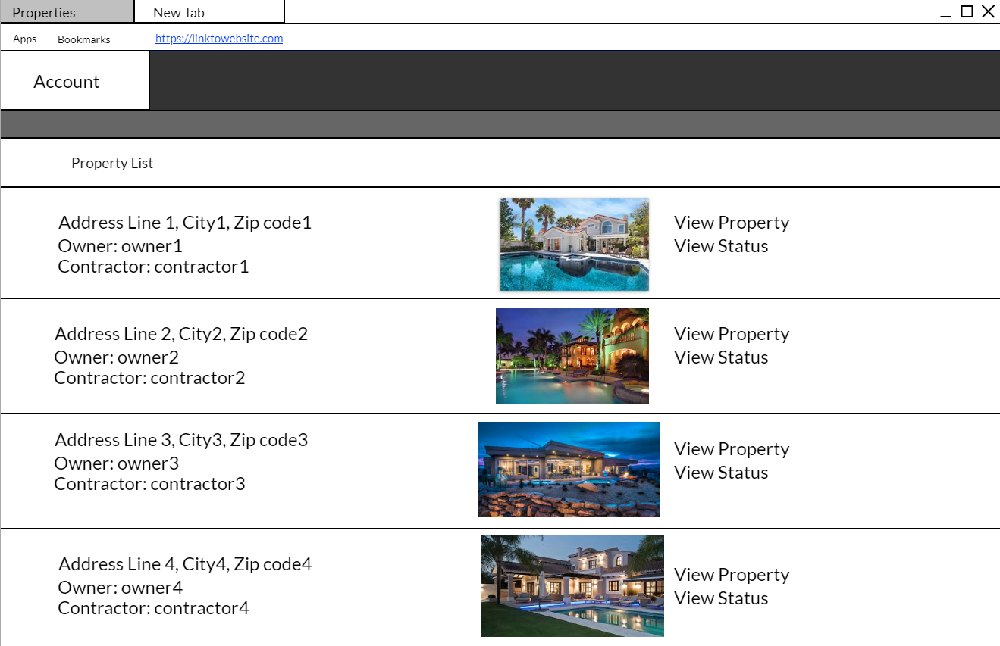 Properties
New Tab
Apps
Bookmarks
https://linktowebsite.com
Account
Property List
Address Line 1, City1, Zip code1
Owner: owner1
Contractor: contractor1
View Property
View Status
Address Line 2, City2, Zip code2
Owner: owner2
Contractor: contractor2
View Property
View Status
Address Line 3, City3, Zip code3
Owner: owner3
Contractor: contractor3
View Property
View Status
Address Line 4, City4, Zip code4
Owner: owner4
Contractor: contractor4
View Property
View Status